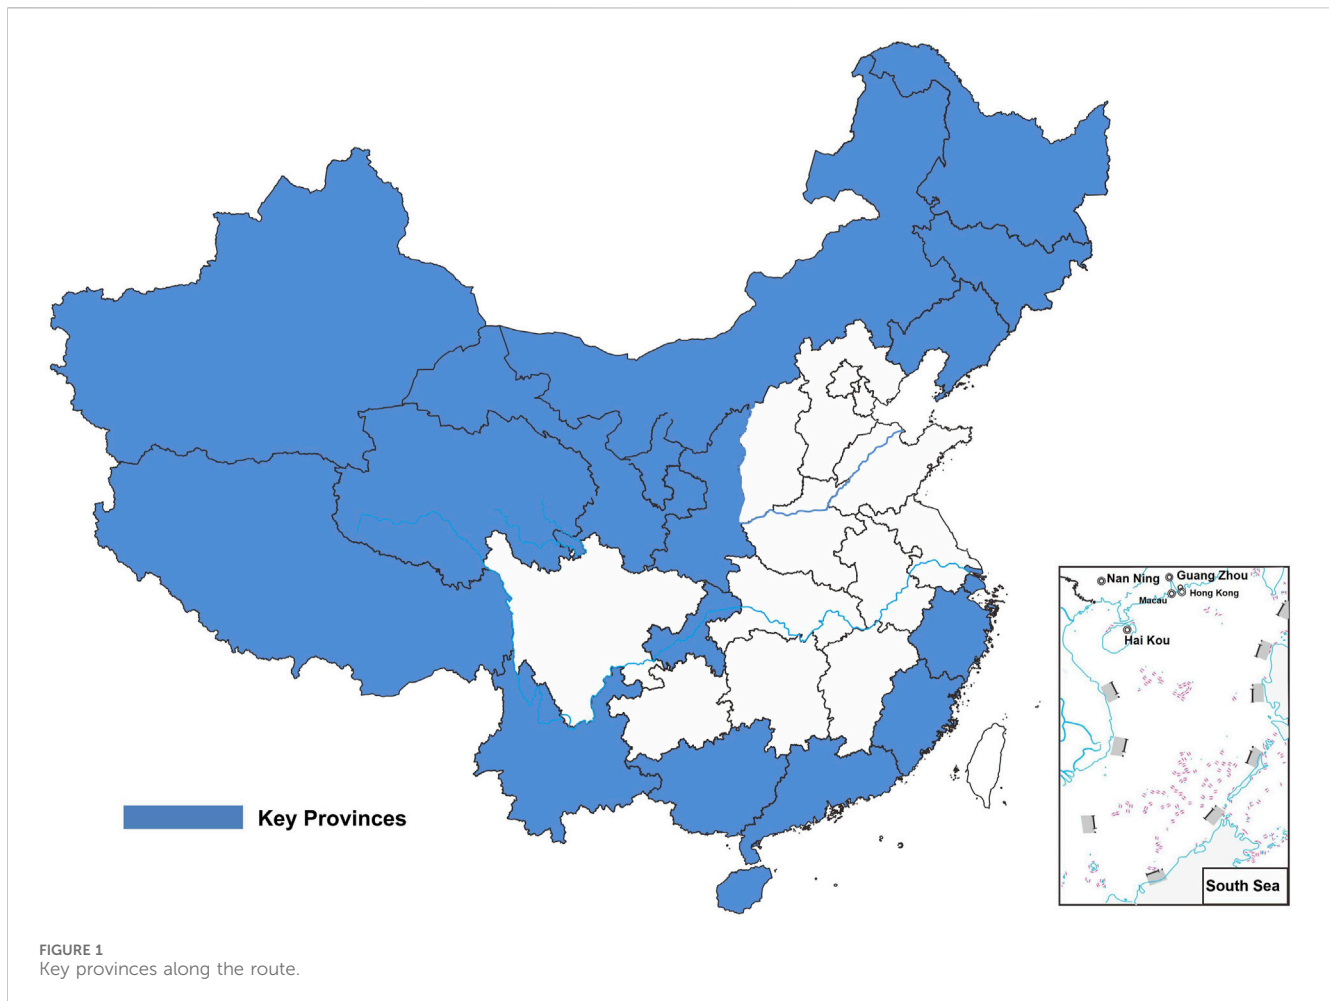 Nan Ning
Guang Zhou
Hong Kong
Macau
Hai Kou
Key Provinces
South Sea
FIGURE 1
Key provinces along the route.